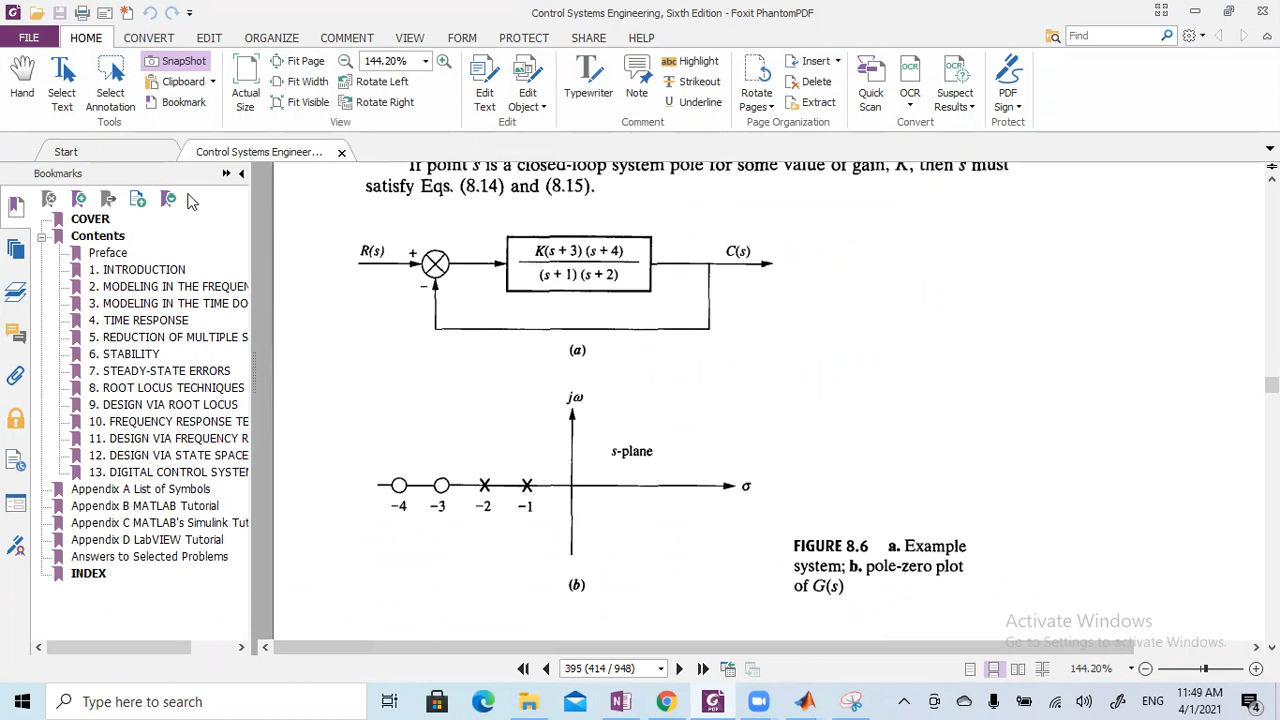 Control Systems Engineering, Sixth Edition - Foxit PhantomPDF
FILE HOME CONVERT EDIT ORGANIZE COMMENT VIEW FORM PROTECT SHARE HELP Find
Hand
Select Text
Select Annotation
SnapShot
Clipboard
Bookmark
Tools
Actual Size
Fit Page
Fit Width
Fit Visible
144.20%
Rotate Left
Rotate Right
View
Edit Text
Edit Object
Edit
Typewriter
Note
abc Highlight
Strikeout
Underline
Comment
Rotate Pages
Insert
Delete
Extract
Page Organization
Quick Scan
OCR
OCR
Suspect Results
Convert
PDF Sign
Protect
Start
Control Systems Engineer...
Bookmarks
COVER
Contents
Preface
1. INTRODUCTION
2. MODELING IN THE FREQUEN
3. MODELING IN THE TIME DO
4. TIME RESPONSE
5. REDUCTION OF MULTIPLE S
6. STABILITY
7. STEADY-STATE ERRORS
8. ROOT LOCUS TECHNIQUES
9. DESIGN VIA ROOT LOCUS
10. FREQUENCY RESPONSE TE
11. DESIGN VIA FREQUENCY R
12. DESIGN VIA STATE SPACE
13. DIGITAL CONTROL SYSTEM
Appendix A List of Symbols
Appendix B MATLAB Tutorial
Appendix C MATLAB's Simulink Tut
Appendix D LabVIEW Tutorial
Answers to Selected Problems
INDEX
If point s is a closed-loop system pole for some value of gain, K, then s must
satisfy Eqs. (8.14) and (8.15).
R(s) + −
K(s + 3) (s + 4)
(s + 1) (s + 2)
C(s)
(a)
jω
s-plane
σ
−4 −3 −2 −1
(b)
FIGURE 8.6 a. Example
system; b. pole-zero plot
of G(s)
Activate Windows
Go to Settings to activate Windows.
395 (414 / 948)
144.20%
Type here to search
ENG
11:49 AM
4/1/2021
4